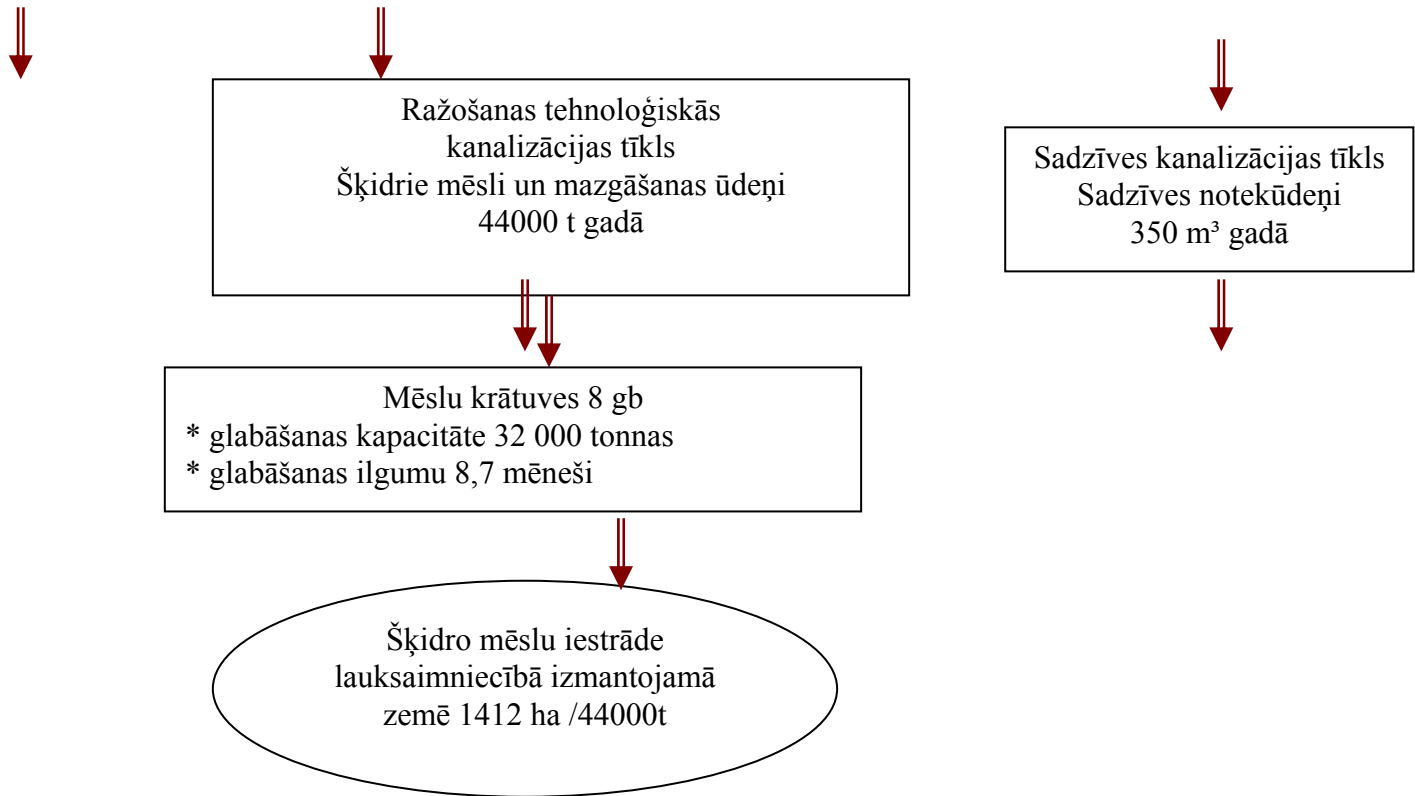 Ražošanas tehnoloģiskās
kanalizācijas tīkls
Šķidrie mēsli un mazgāšanas ūdeņi
44000 t gadā
Sadzīves kanalizācijas tīkls
Sadzīves notekūdeņi
350 m³ gadā
Mēslu krātuves 8 gb
* glabāšanas kapacitāte 32 000 tonnas
* glabāšanas ilgumu 8,7 mēneši
Šķidro mēslu iestrāde
lauksaimniecībā izmantojamā
zemē 1412 ha /44000t